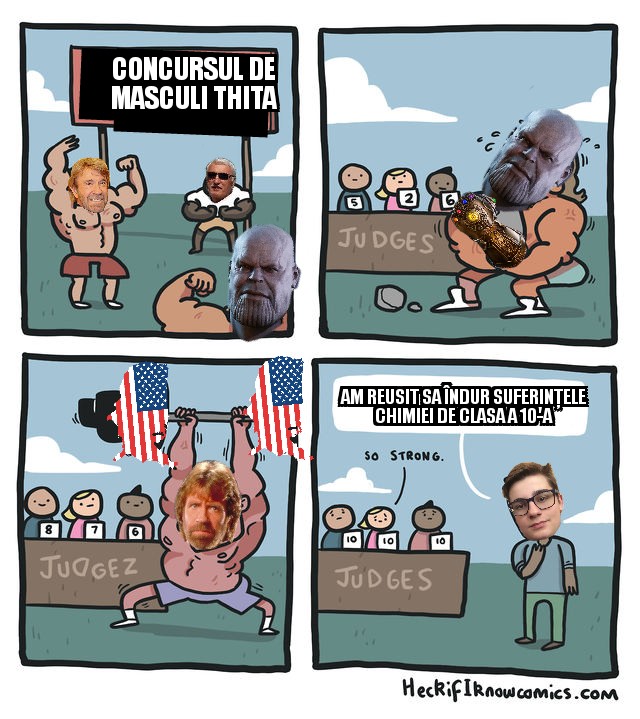 CONCURSUL DE
MASCULI THITA
5
2
6
JUDGES
8
7
6
JUDGEZ
AM REUSIT SA ÎNDUR SUFERINȚELE
CHIMIEI DE CLASA A 10-A
SO STRONG.
10
10
10
JUDGES
HeckifIknowcomics.com